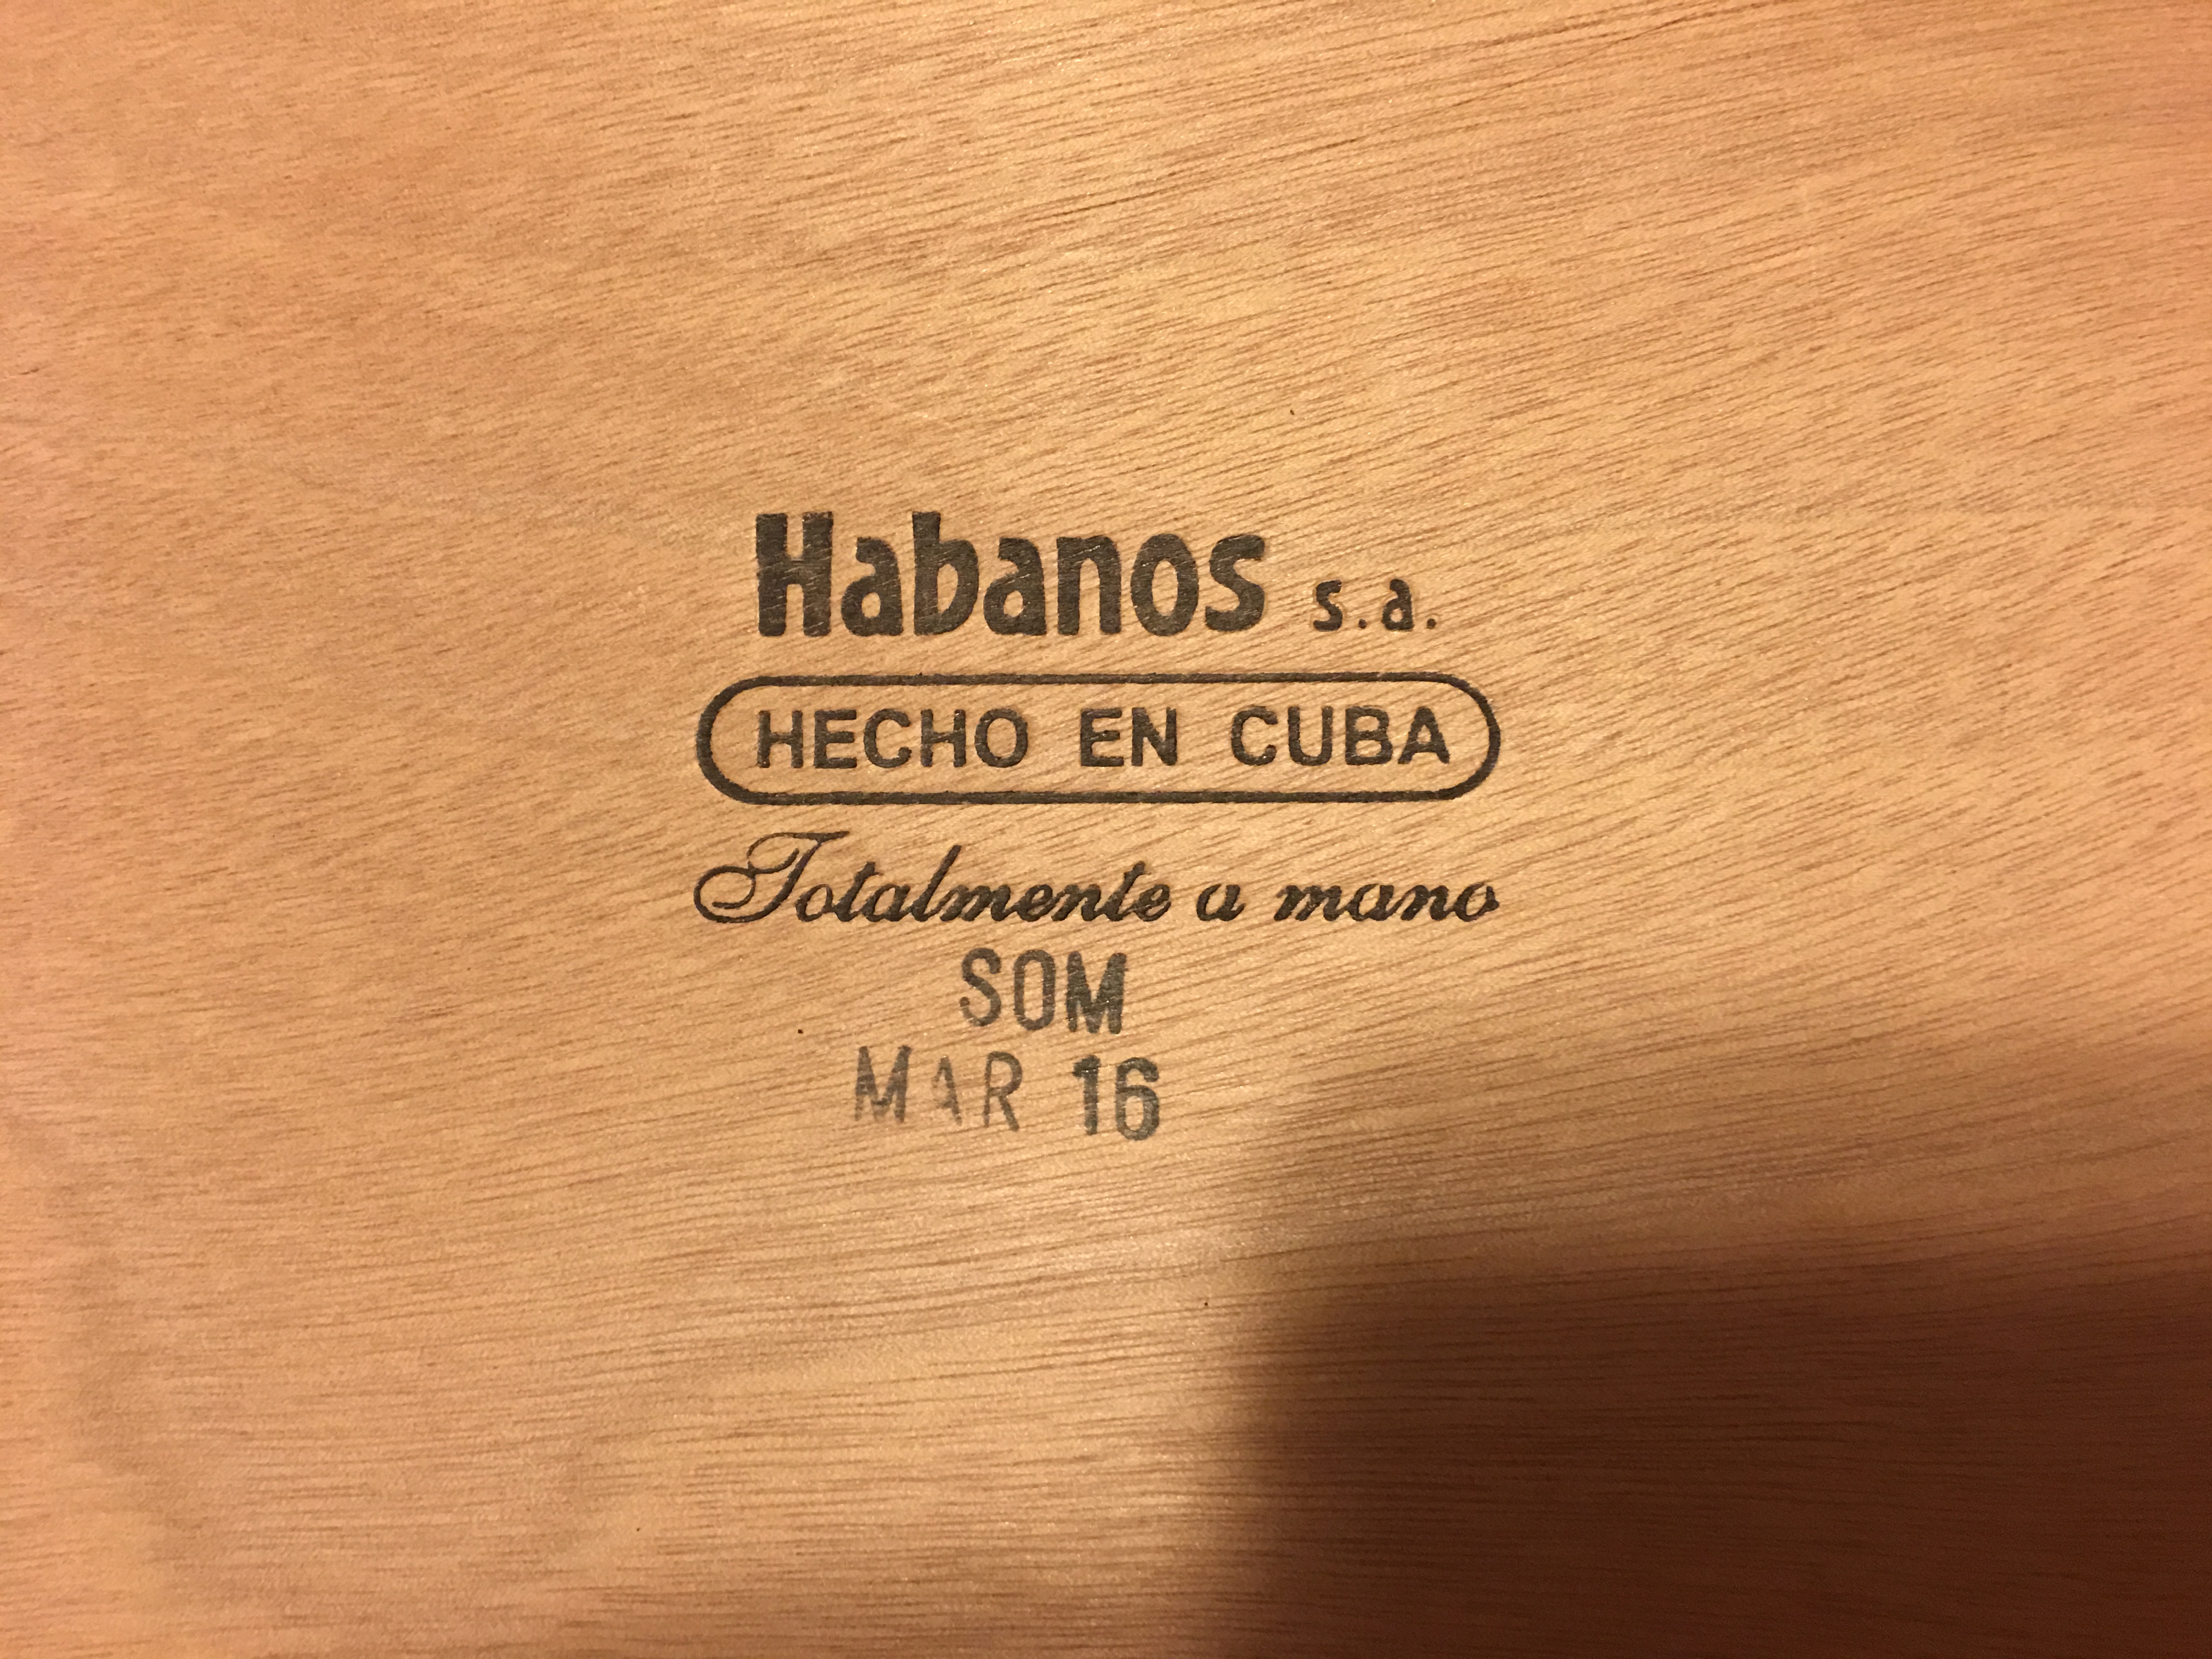 Habanos s.a.
HECHO EN CUBA
Totalmente a mano
SOM
MAR 16